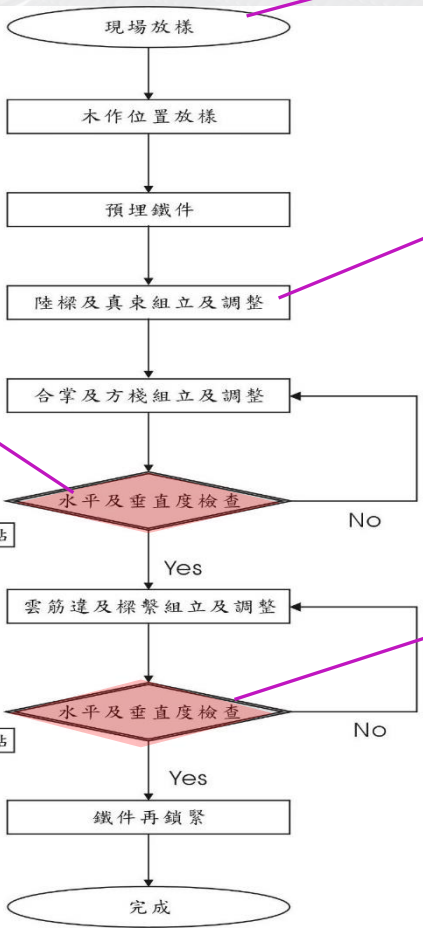 現場放樣
木作位置放樣
預埋鐵件
陸樑及真束組立及調整
合掌及方棧組立及調整
水平及垂直度檢查
No
點
Yes
雲筋違及樑繫組立及調整
水平及垂直度檢查
No
點
Yes
鐵件再鎖緊
完成